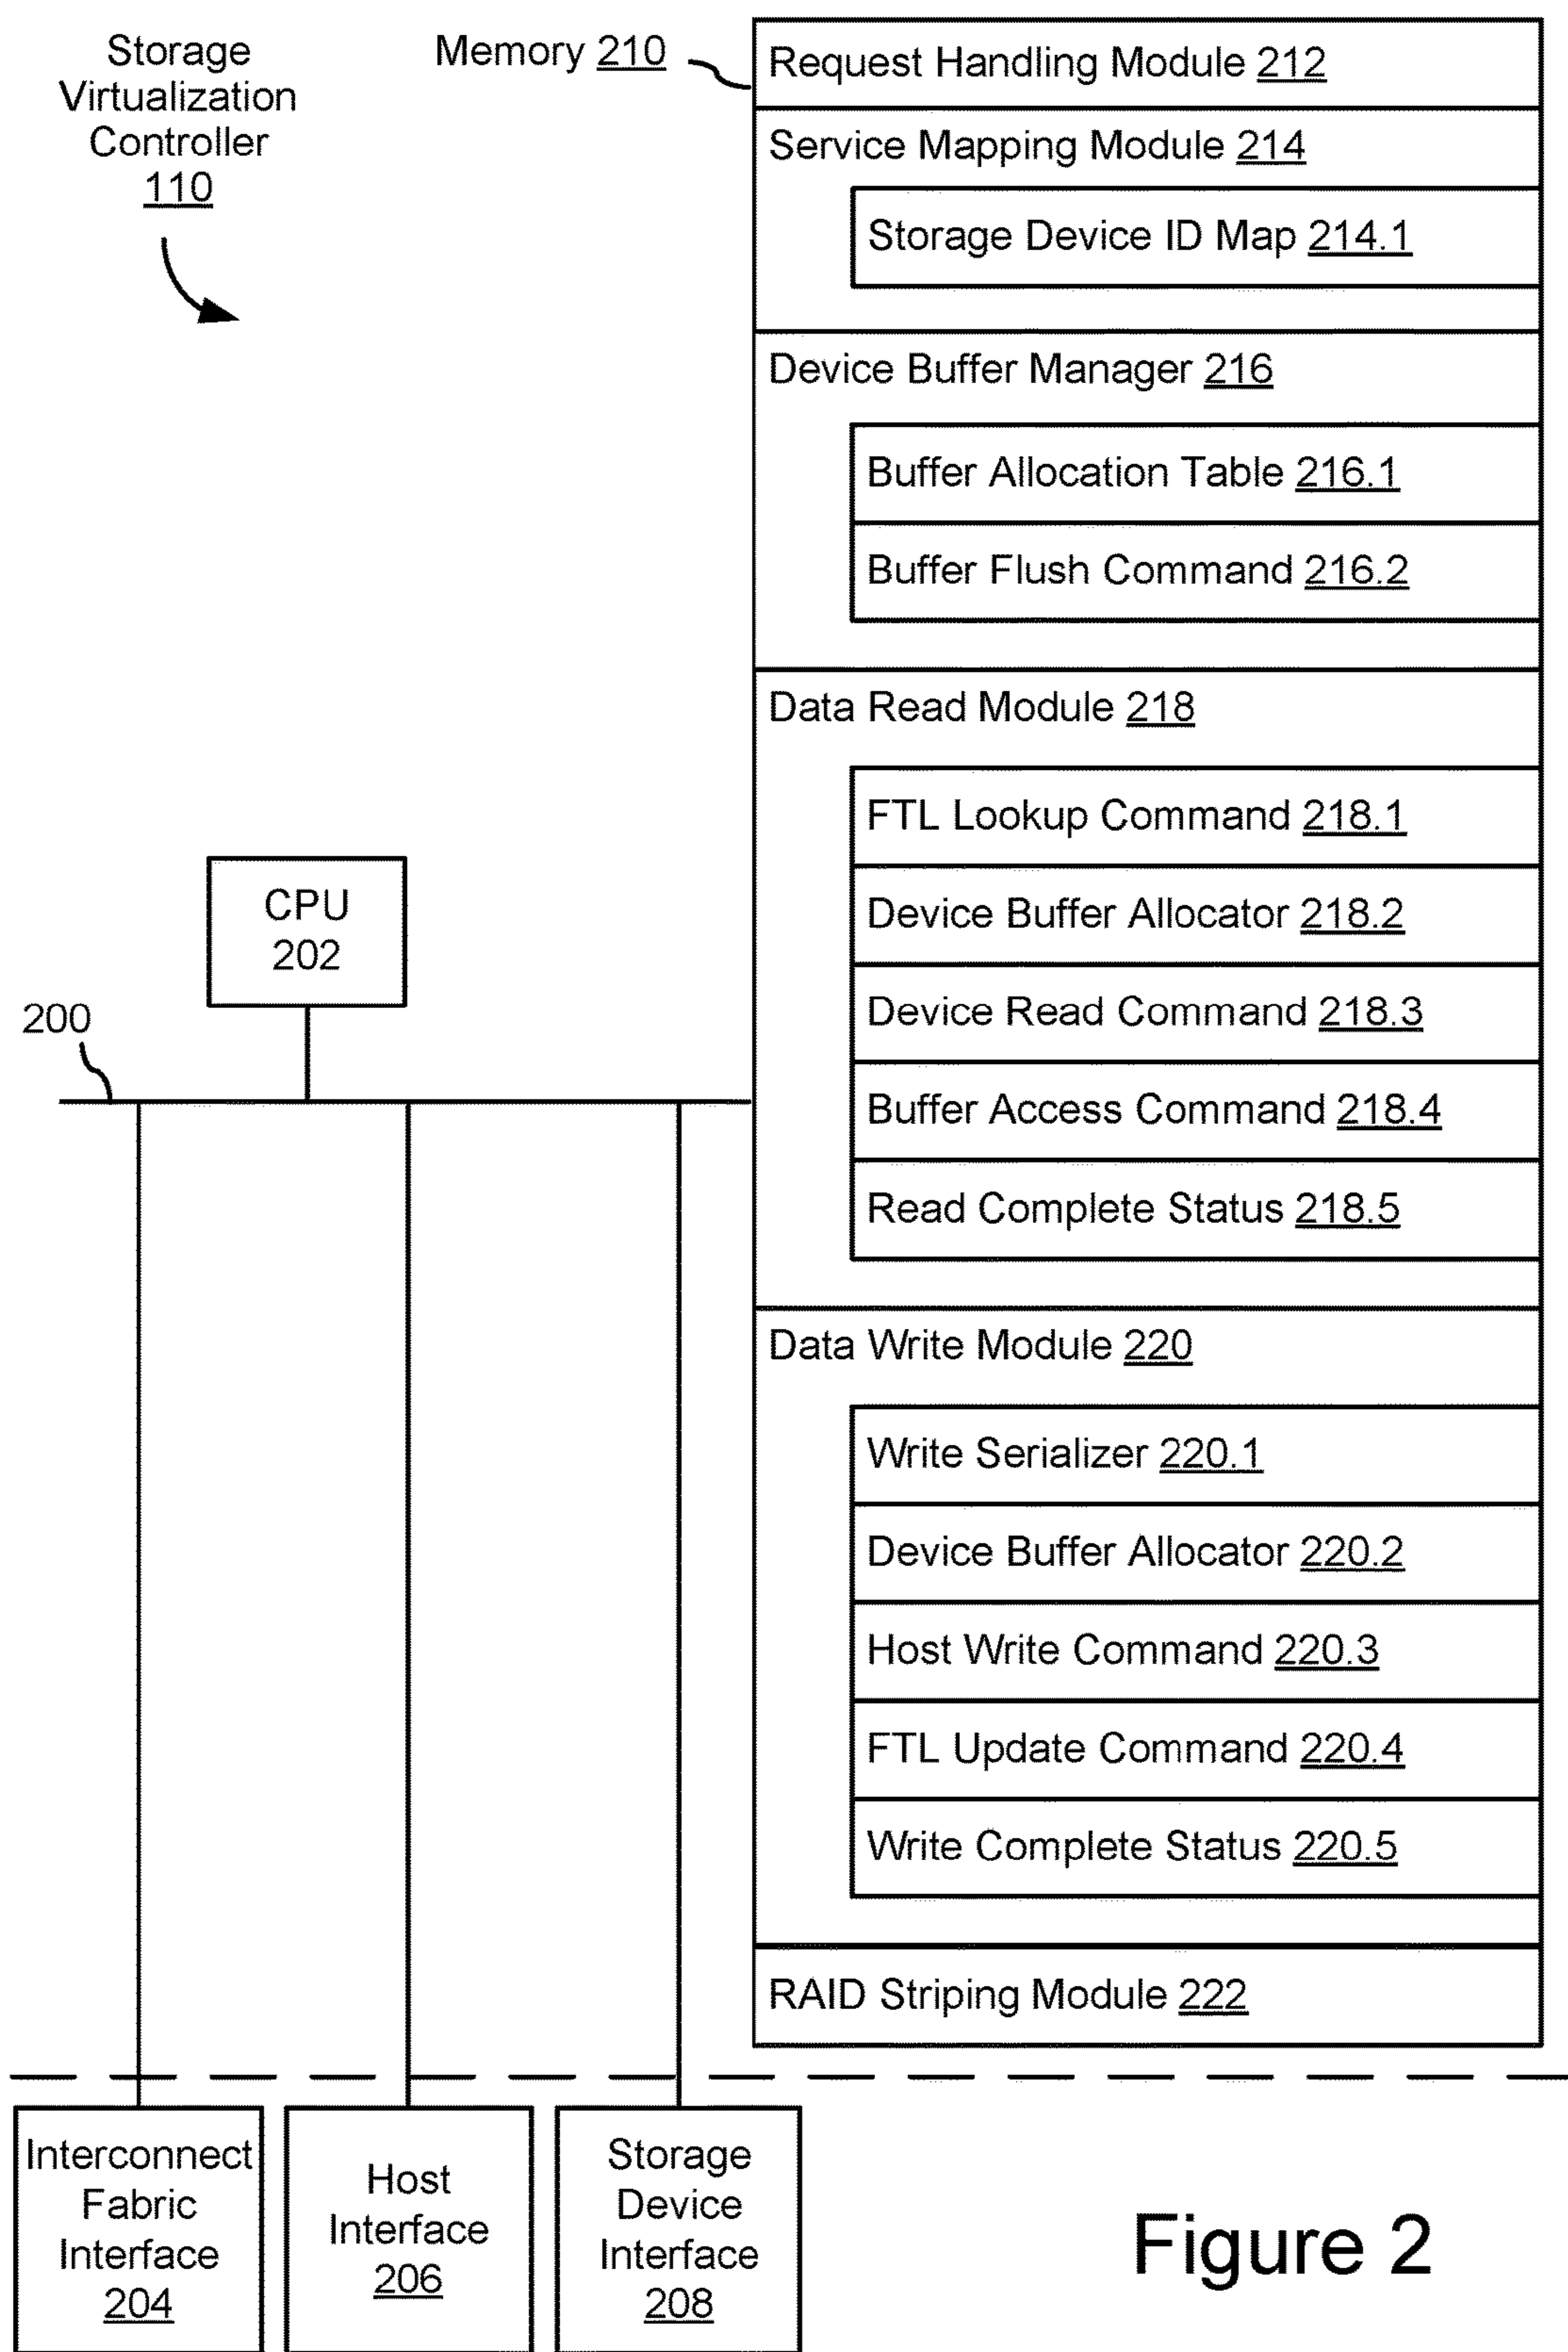 Storage
Virtualization
Controller
110
Memory 210
Request Handling Module 212
Service Mapping Module 214
Storage Device ID Map 214.1
Device Buffer Manager 216
Buffer Allocation Table 216.1
Buffer Flush Command 216.2
Data Read Module 218
FTL Lookup Command 218.1
Device Buffer Allocator 218.2
Device Read Command 218.3
Buffer Access Command 218.4
Read Complete Status 218.5
CPU
202
200
Data Write Module 220
Write Serializer 220.1
Device Buffer Allocator 220.2
Host Write Command 220.3
FTL Update Command 220.4
Write Complete Status 220.5
RAID Striping Module 222
Interconnect
Fabric
Interface
204
Host
Interface
206
Storage
Device
Interface
208
Figure 2